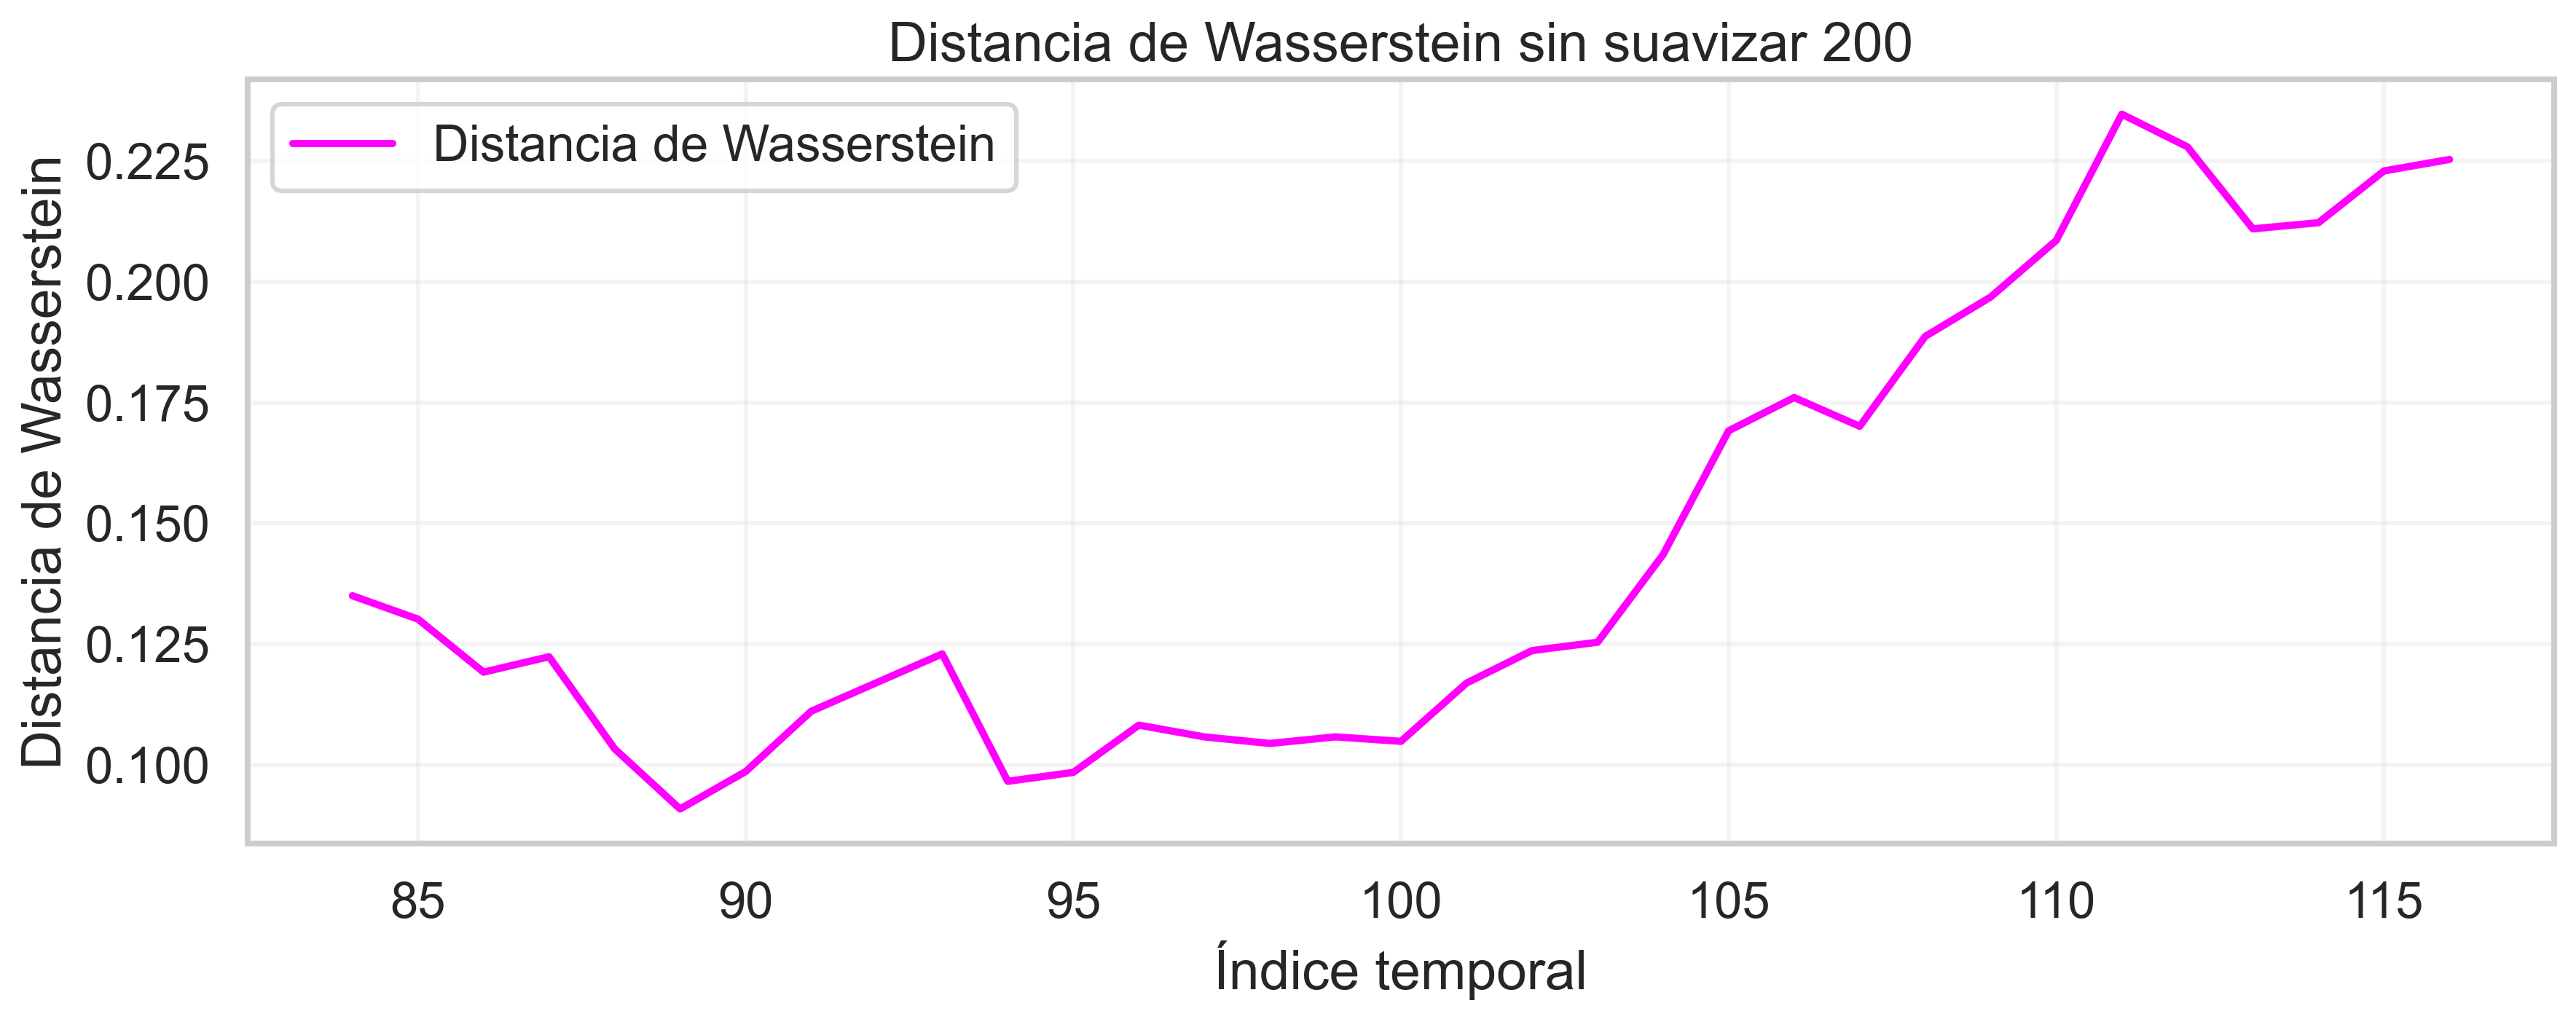 Distancia de Wasserstein sin suavizar 200
Distancia de Wasserstein
Distancia de Wasserstein
0.225
0.200
0.175
0.150
0.125
0.100
85 90 95 100 105 110 115
Índice temporal